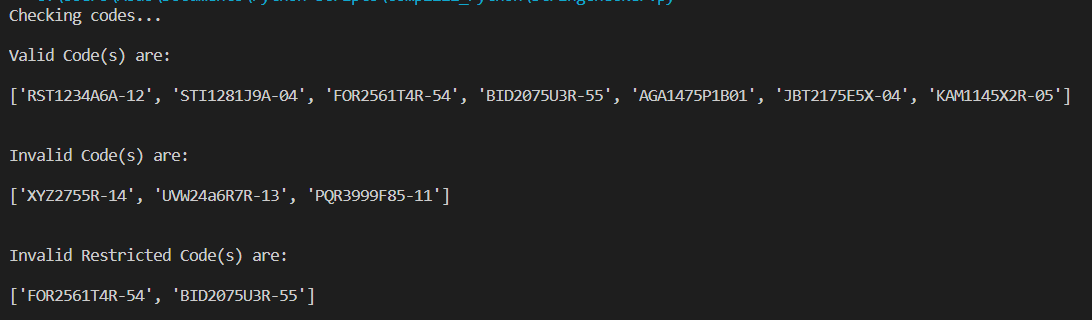 Checking codes...
Valid Code(s) are:
['RST1234A6A-12', 'STI1281J9A-04', 'FOR2561T4R-54', 'BID2075U3R-55', 'AGA1475P1B01', 'JBT2175E5X-04', 'KAM1145X2R-05']
Invalid Code(s) are:
['XYZ2755R-14', 'UVW24a6R7R-13', 'PQR3999F85-11']
Invalid Restricted Code(s) are:
['FOR2561T4R-54', 'BID2075U3R-55']